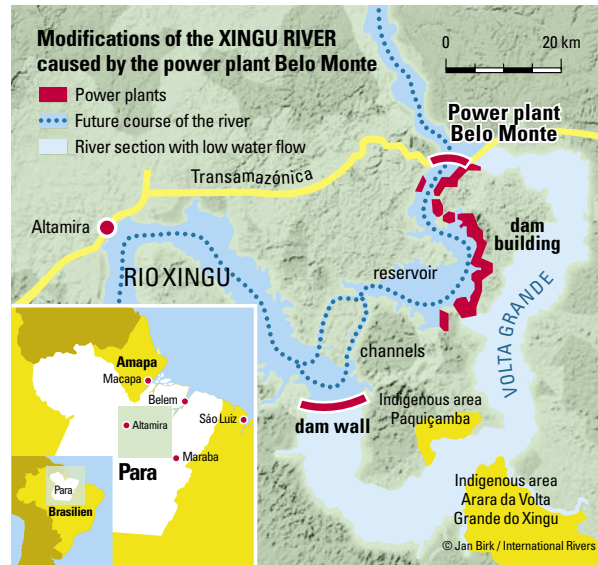 Modifications of the XINGU RIVER
caused by the power plant Belo Monte
Power plants
Future course of the river
River section with low water flow
0 20 km
Power plant
Belo Monte
Transamazónica
Altamira
dam
building
RIO XINGU
reservoir
VOLTA GRANDE
channels
dam wall
Indigenous area
Paquiçamba
Indigenous area
Arara da Volta
Grande do Xingu
© Jan Birk / International Rivers
Amapa
Macapa
Belem
Altamira
São Luiz
Para
Maraba
Para
Brasilien